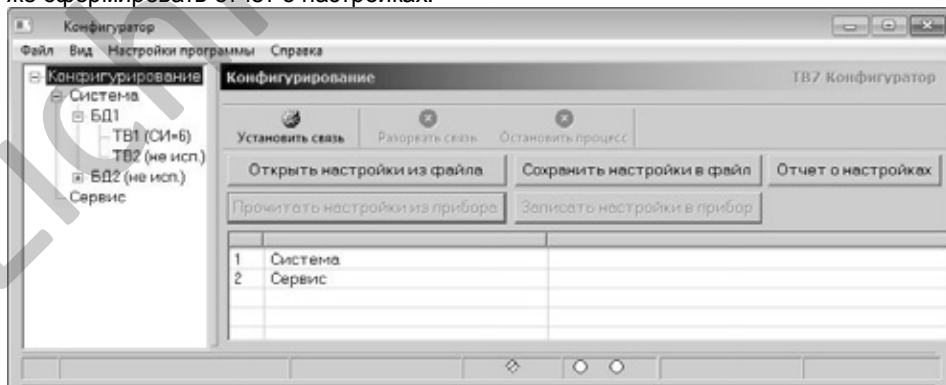 же сформировать отчет о настройках.
Конфигуратор
Файл Вид Настройки программы Справка
Конфигурирование
Система
БД1
ТВ1 (СИ=6)
ТВ2 (не исп.)
БД2 (не исп.)
Сервис
Конфигурирование ТВ7 Конфигуратор
Установить связь Разорвать связь Остановить процесс
Открыть настройки из файла Сохранить настройки в файл Отчет о настройках
Прочитать настройки из прибора Записать настройки в прибор
1 Система
2 Сервис